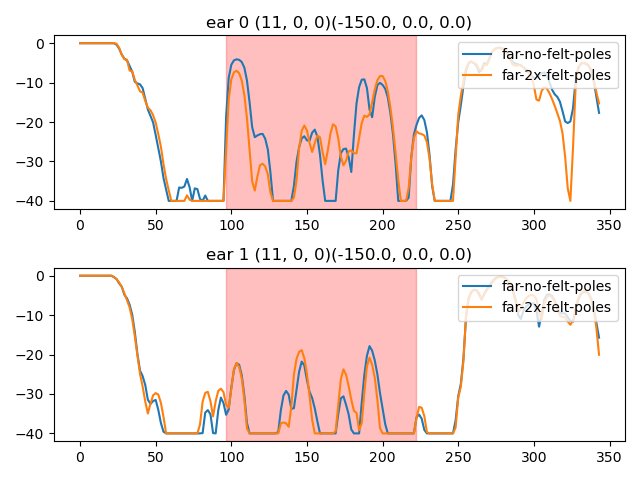 ear 0 (11, 0, 0)(-150.0, 0.0, 0.0)
0
−10
−20
−30
−40
far-no-felt-poles
far-2x-felt-poles
0 50 100 150 200 250 300 350
ear 1 (11, 0, 0)(-150.0, 0.0, 0.0)
0
−10
−20
−30
−40
far-no-felt-poles
far-2x-felt-poles
0 50 100 150 200 250 300 350